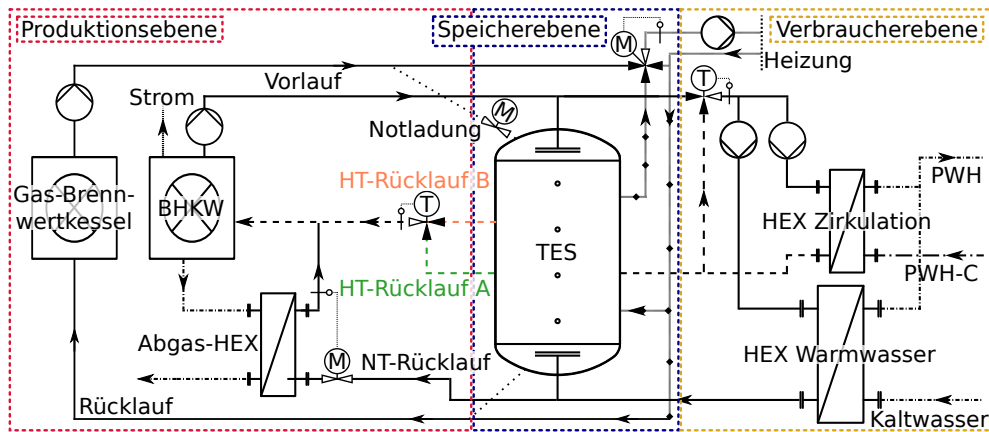 Produktionsebene
Speicherebene
Verbraucherebene
M
Heizung
Vorlauf
T
Strom
M
Notladung
Gas-Brenn-
wertkessel
BHKW
HT-Rücklauf B
T
PWH
HEX Zirkulation
TES
PWH-C
HT-Rücklauf A
Abgas-HEX
M
NT-Rücklauf
HEX Warmwasser
Rücklauf
Kaltwasser